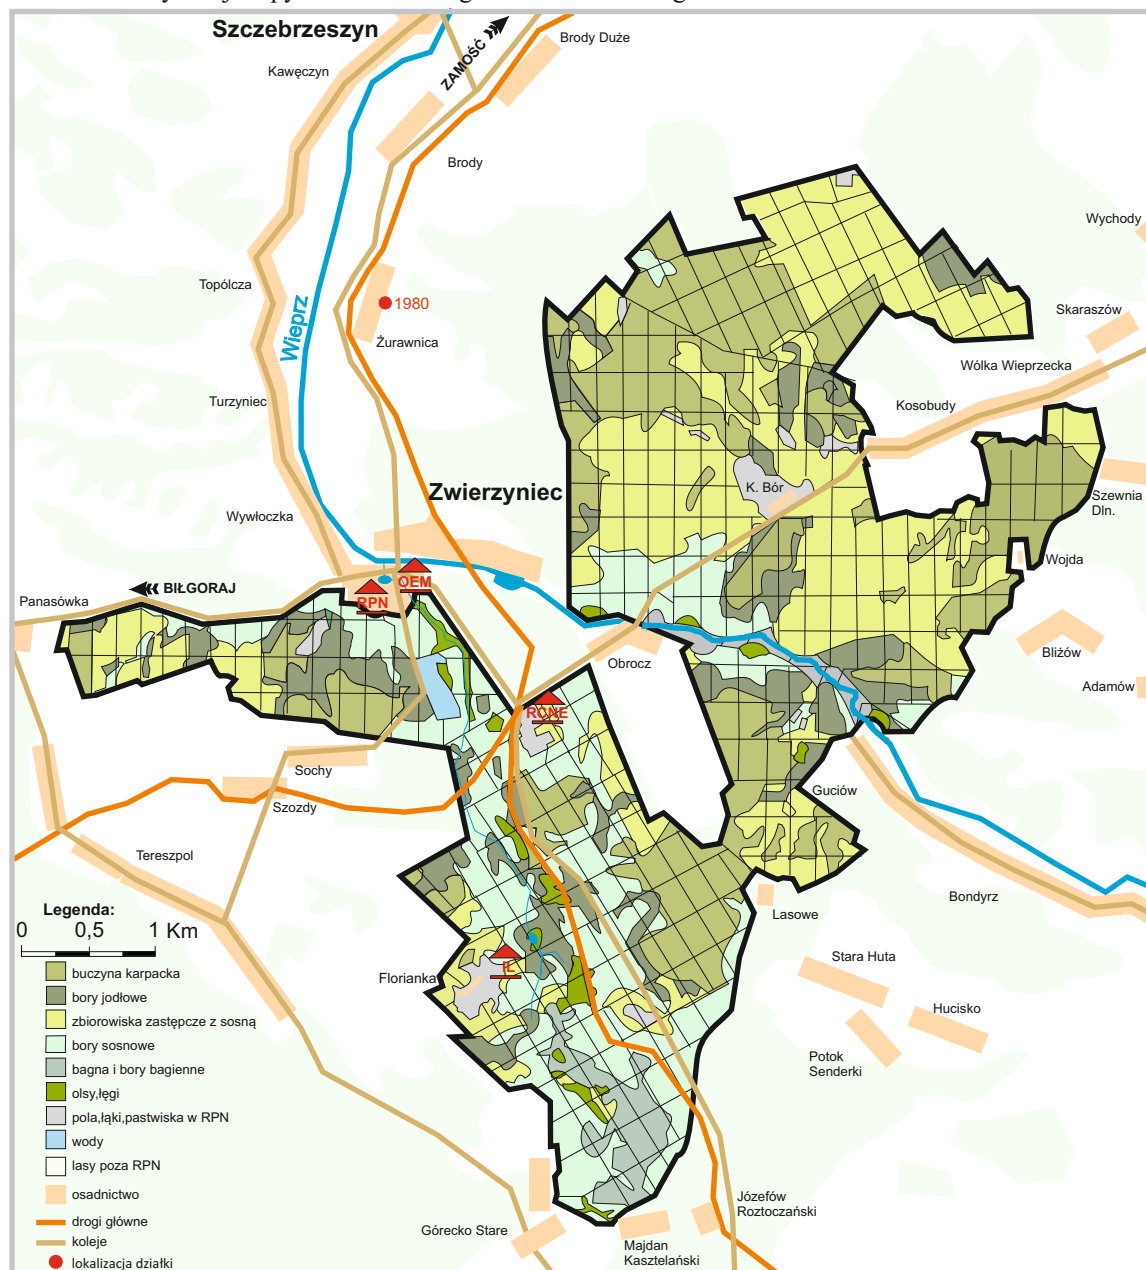 Szczebrzeszyn
Kawęczyn
ZAMOŚĆ
Brody Duże
Brody
Wychody
Topólcza
Wieprz
1980
Żurawnica
Skaraszów
Wólka Wieprzecka
Turzyniec
Kosobudy
Zwierzyniec
K. Bór
Szewnia
Dln.
Wywłoczka
Wojda
BIŁGORAJ
OEM
RPN
Panasówka
Obrocz
Bliżów
Adamów
RCNE
Sochy
Szozdy
Guciów
Tereszpol
Bondyrz
Lasowe
Legenda:
0 0,5 1 Km
Stara Huta
Florianka
IL
Hucisko
Potok
Senderki
buczyna karpacka
bory jodłowe
zbiorowiska zastępcze z sosną
bory sosnowe
bagna i bory bagienne
olsy,łęgi
pola,łąki,pastwiska w RPN
wody
lasy poza RPN
osadnictwo
drogi główne
koleje
lokalizacja działki
Józefów
Roztoczański
Górecko Stare
Majdan
Kasztelański